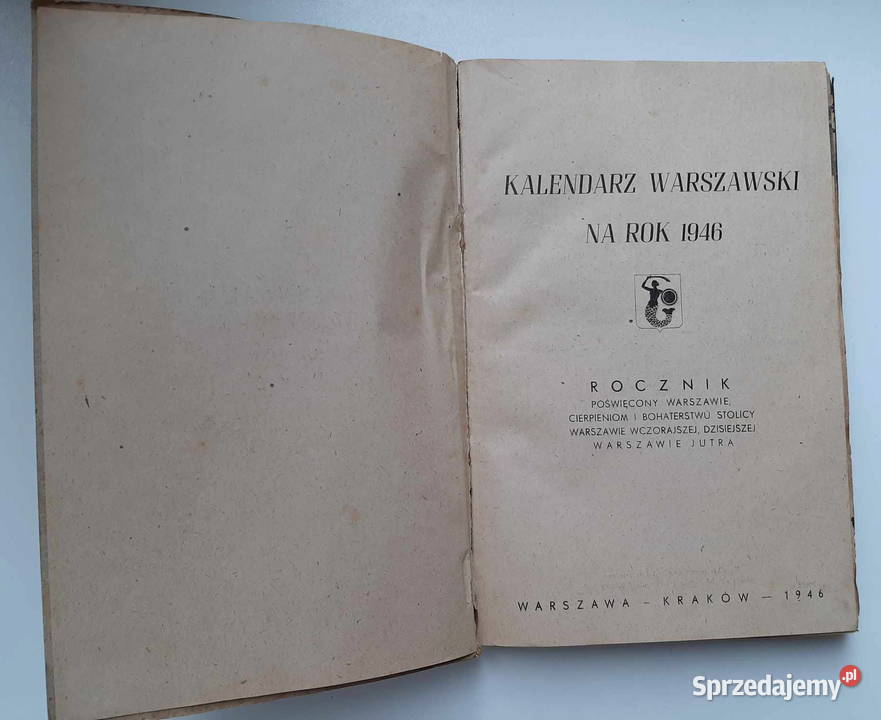 KALENDARZ WARSZAWSKI
NA ROK 1946
ROCZNIK
POŚWIĘCONY WARSZAWIE,
CIERPIENIOM I BOHATERSTWU STOLICY
WARSZAWIE WCZORAJSZEJ, DZISIEJSZEJ
WARSZAWIE JUTRA
WARSZAWA – KRAKÓW — 1946
Sprzedajemy.pl